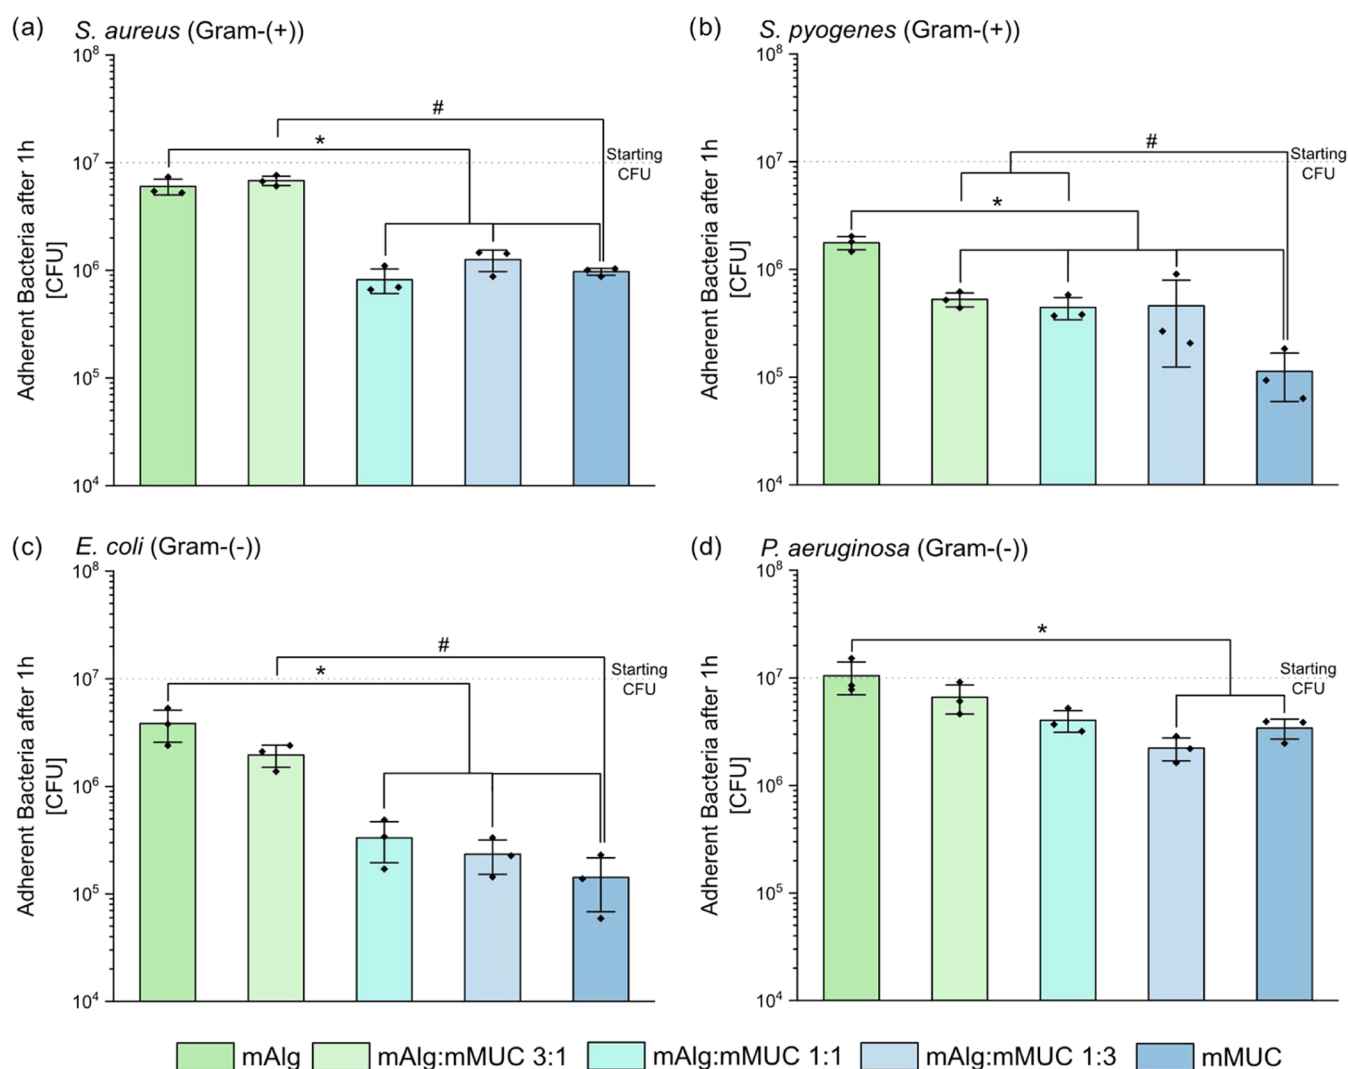 (a) S. aureus (Gram-(+))
10⁸
10⁷
10⁶
10⁵
10⁴
Adherent Bacteria after 1h
[CFU]
#
*
Starting
CFU
(b) S. pyogenes (Gram-(+))
10⁸
10⁷
10⁶
10⁵
10⁴
Adherent Bacteria after 1h
[CFU]
#
*
Starting
CFU
(c) E. coli (Gram-(-))
10⁸
10⁷
10⁶
10⁵
10⁴
Adherent Bacteria after 1h
[CFU]
#
*
Starting
CFU
(d) P. aeruginosa (Gram-(-))
10⁸
10⁷
10⁶
10⁵
10⁴
Adherent Bacteria after 1h
[CFU]
*
Starting
CFU
mAlg mAlg:mMUC 3:1 mAlg:mMUC 1:1 mAlg:mMUC 1:3 mMUC